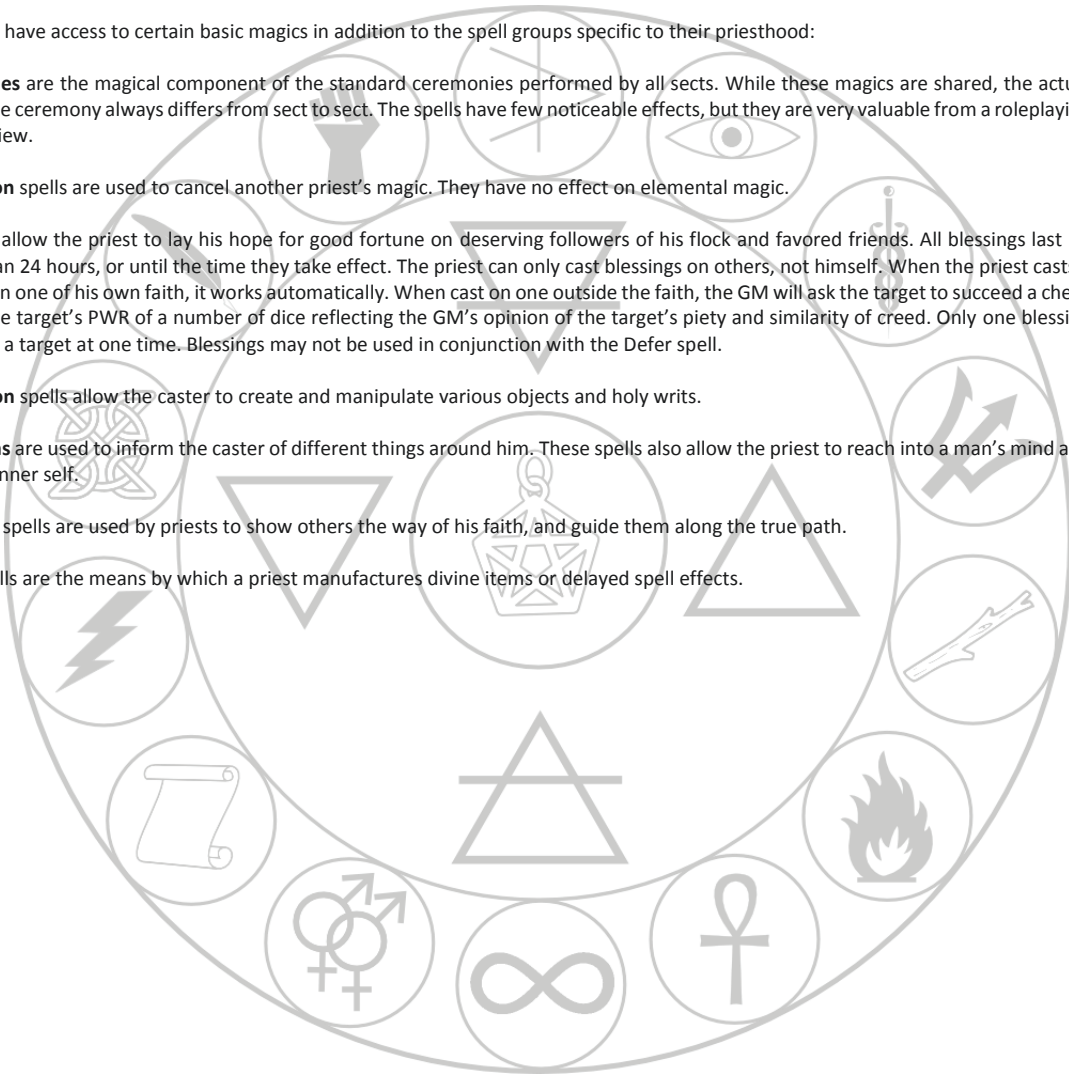 have access to certain basic magics in addition to the spell groups specific to their priesthood:
es are the magical component of the standard ceremonies performed by all sects. While these magics are shared, the actu
e ceremony always differs from sect to sect. The spells have few noticeable effects, but they are very valuable from a roleplayi
iew.
on spells are used to cancel another priest’s magic. They have no effect on elemental magic.
allow the priest to lay his hope for good fortune on deserving followers of his flock and favored friends. All blessings last
an 24 hours, or until the time they take effect. The priest can only cast blessings on others, not himself. When the priest casts
n one of his own faith, it works automatically. When cast on one outside the faith, the GM will ask the target to succeed a che
e target’s PWR of a number of dice reflecting the GM’s opinion of the target’s piety and similarity of creed. Only one blessi
a target at one time. Blessings may not be used in conjunction with the Defer spell.
on spells allow the caster to create and manipulate various objects and holy writs.
ns are used to inform the caster of different things around him. These spells also allow the priest to reach into a man’s mind a
nner self.
spells are used by priests to show others the way of his faith, and guide them along the true path.
lls are the means by which a priest manufactures divine items or delayed spell effects.